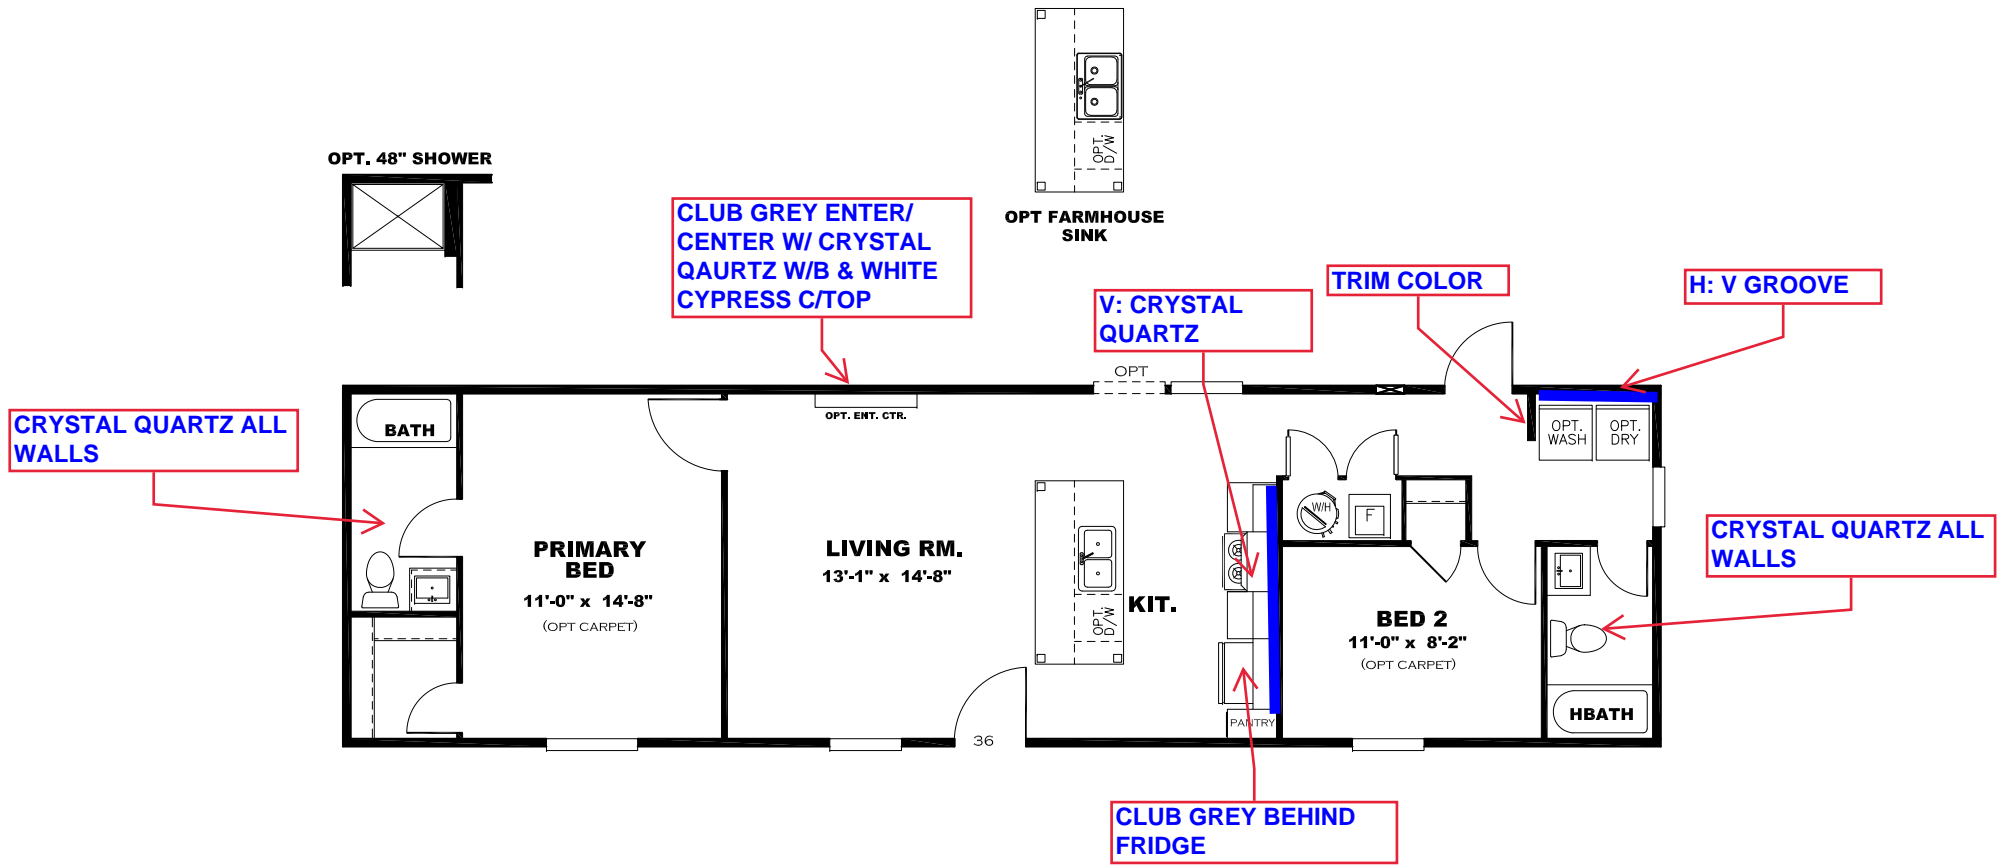 OPT.
D/W
OPT FARMHOUSE
SINK
OPT. 48" SHOWER
CLUB GREY ENTER/
CENTER W/ CRYSTAL
QAURTZ W/B & WHITE
CYPRESS C/TOP
V: CRYSTAL
QUARTZ
TRIM COLOR
H: V GROOVE
CRYSTAL QUARTZ ALL
WALLS
OPT
BATH
OPT. ENT. CTR.
OPT.
WASH
OPT.
DRY
W/H
F
PRIMARY
BED
11'-0" x 14'-8"
(OPT CARPET)
LIVING RM.
13'-1" x 14'-8"
OPT.
D/W
KIT.
BED 2
11'-0" x 8'-2"
(OPT CARPET)
CRYSTAL QUARTZ ALL
WALLS
HBATH
PANTRY
36
CLUB GREY BEHIND
FRIDGE